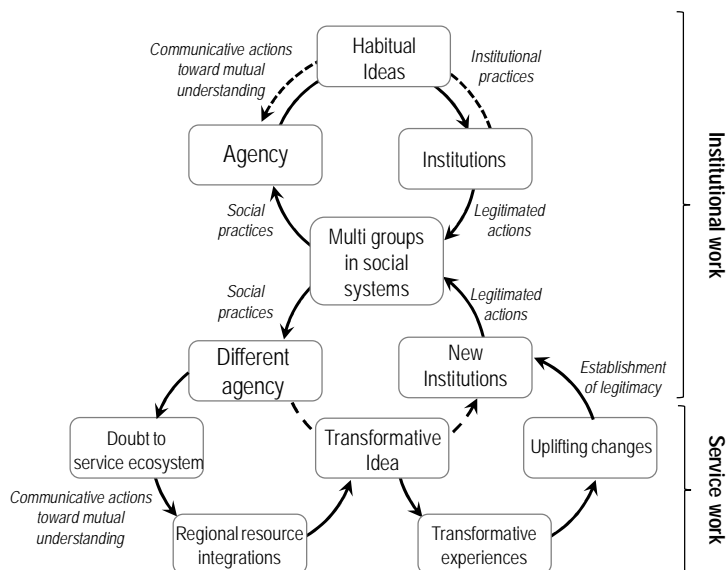 Communicative actions
toward mutual
understanding
Habitual
Ideas
Institutional
practices
Agency
Institutions
Social
practices
Legitimated
actions
Multi groups
in social
systems
Institutional work
Social
practices
Legitimated
actions
Different
agency
New
Institutions
Establishment
of legitimacy
Doubt to
service ecosystem
Transformative
Idea
Uplifting changes
Communicative actions
toward mutual
understanding
Regional resource
integrations
Transformative
experiences
Service work